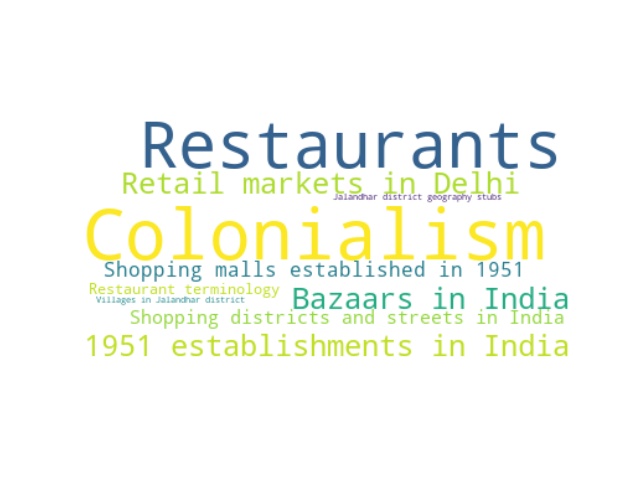 Restaurants
Retail markets in Delhi
Jalandhar district geography stubs
Colonialism
Shopping malls established in 1951
Restaurant terminology
Villages in Jalandhar district
Bazaars in India
Shopping districts and streets in India
1951 establishments in India